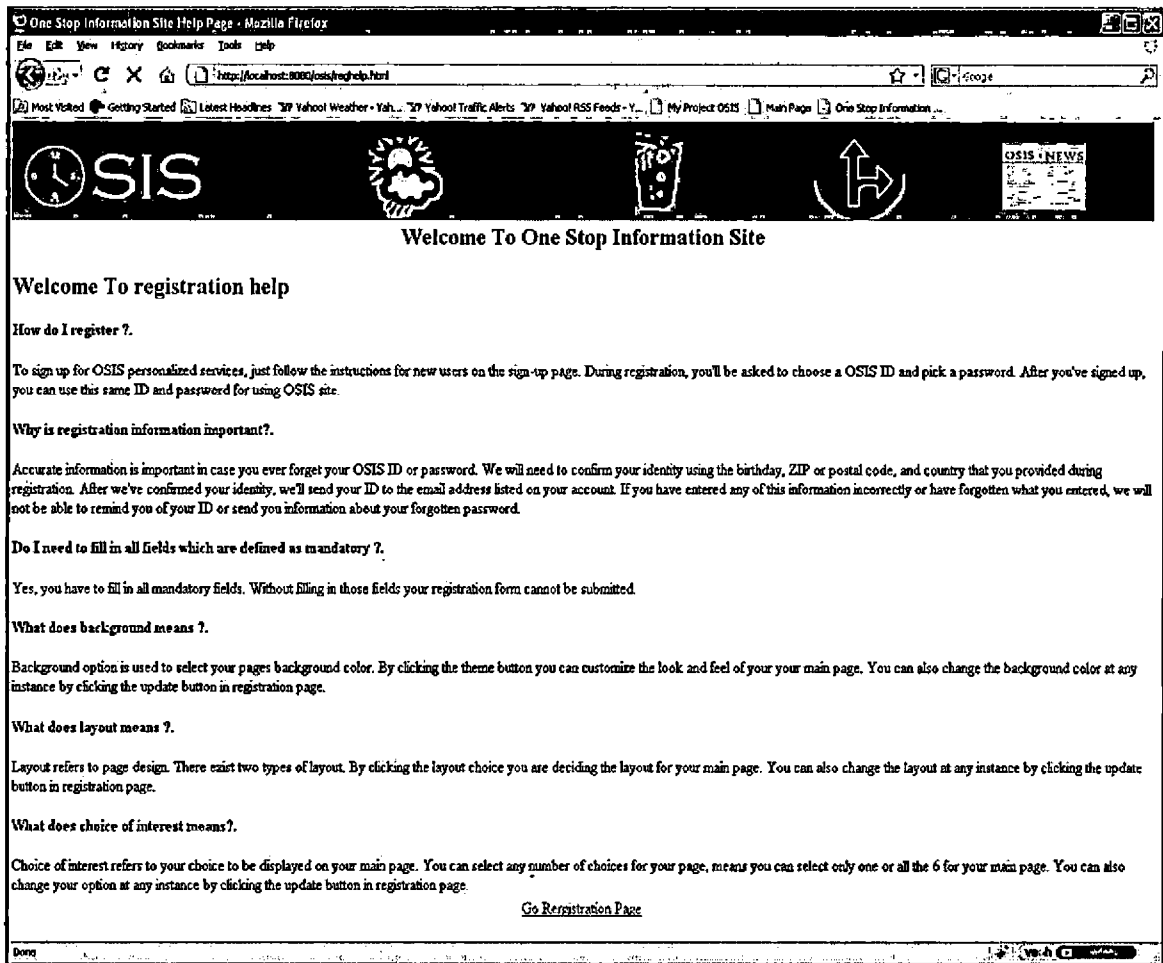 One Stop Information Site Help Page - Mozilla Firefox
File Edit View History Bookmarks Tools Help
http://localhost:8080/osis/reghelp.html
Google
Most Visited Getting Started Latest Headlines Yahoo! Weather - Yah... Yahoo! Traffic Alerts Yahoo! RSS Feeds - Y... My Project OSIS Main Page One Stop Information ...
OSIS
OSIS - NEWS
Welcome To One Stop Information Site
Welcome To registration help
How do I register ?.
To sign up for OSIS personalized services, just follow the instructions for new users on the sign-up page. During registration, you'll be asked to choose a OSIS ID and pick a password. After you've signed up,
you can use this same ID and password for using OSIS site.
Why is registration information important?.
Accurate information is important in case you ever forget your OSIS ID or password. We will need to confirm your identity using the birthday, ZIP or postal code, and country that you provided during
registration. After we've confirmed your identity, we'll send your ID to the email address listed on your account. If you have entered any of this information incorrectly or have forgotten what you entered, we will
not be able to remind you of your ID or send you information about your forgotten password.
Do I need to fill in all fields which are defined as mandatory ?.
Yes, you have to fill in all mandatory fields. Without filling in those fields your registration form cannot be submitted.
What does background means ?.
Background option is used to select your pages background color. By clicking the theme button you can customize the look and feel of your your main page. You can also change the background color at any
instance by clicking the update button in registration page.
What does layout means ?.
Layout refers to page design. There exist two types of layout. By clicking the layout choice you are deciding the layout for your main page. You can also change the layout at any instance by clicking the update
button in registration page.
What does choice of interest means?.
Choice of interest refers to your choice to be displayed on your main page. You can select any number of choices for your page, means you can select only one or all the 6 for your main page. You can also
change your option at any instance by clicking the update button in registration page.
Go Rergistration Page
Done